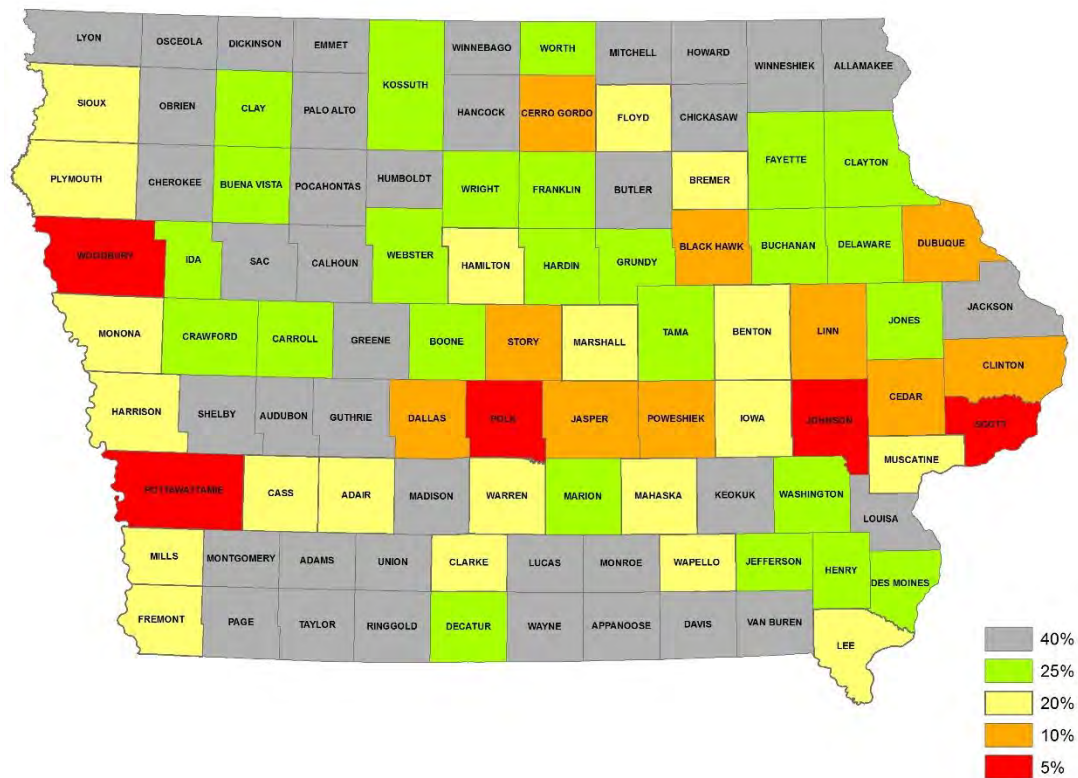 LYON
OSCEOLA
DICKINSON
EMMET
KOSSUTH
WINNEBAGO
WORTH
MITCHELL
HOWARD
WINNESHIEK
ALLAMAKEE
SIOUX
OBRIEN
CLAY
PALO ALTO
HANCOCK
CERRO GORDO
FLOYD
CHICKASAW
FAYETTE
CLAYTON
PLYMOUTH
CHEROKEE
BUENA VISTA
POCAHONTAS
HUMBOLDT
WRIGHT
FRANKLIN
BUTLER
BREMER
WOODBURY
IDA
SAC
CALHOUN
WEBSTER
HAMILTON
HARDIN
GRUNDY
BLACK HAWK
BUCHANAN
DELAWARE
DUBUQUE
JACKSON
MONONA
CRAWFORD
CARROLL
GREENE
BOONE
STORY
MARSHALL
TAMA
BENTON
LINN
JONES
CLINTON
HARRISON
SHELBY
AUDUBON
GUTHRIE
DALLAS
POLK
JASPER
POWESHIEK
IOWA
JOHNSON
CEDAR
SCOTT
MUSCATINE
POTTAWATTAMIE
CASS
ADAIR
MADISON
WARREN
MARION
MAHASKA
KEOKUK
WASHINGTON
LOUISA
MILLS
MONTGOMERY
ADAMS
UNION
CLARKE
LUCAS
MONROE
WAPELLO
JEFFERSON
HENRY
DES MOINES
FREMONT
PAGE
TAYLOR
RINGGOLD
DECATUR
WAYNE
APPANOOSE
DAVIS
VAN BUREN
LEE
40%
25%
20%
10%
5%